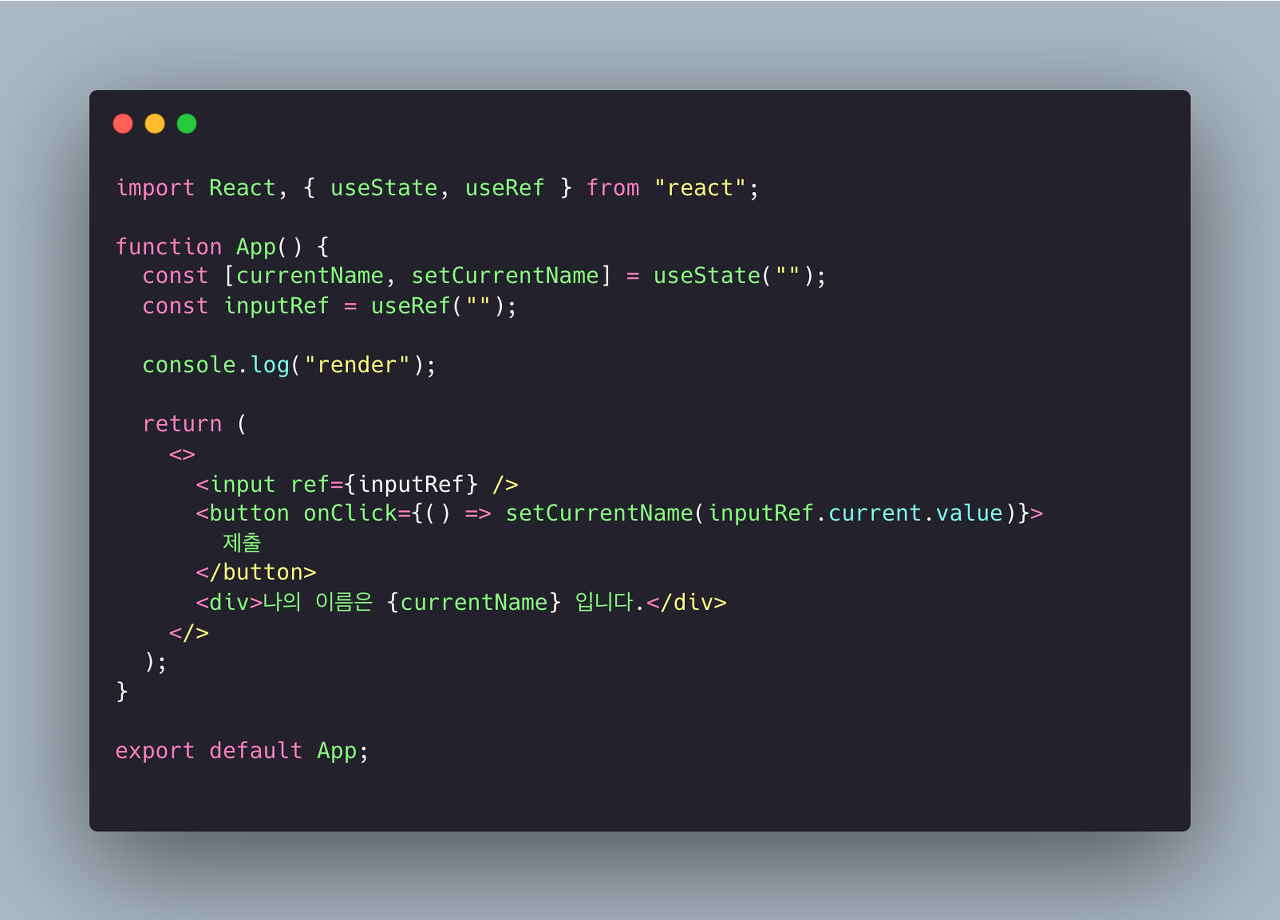 import React, { useState, useRef } from "react";
function App() {
const [currentName, setCurrentName] = useState("");
const inputRef = useRef("");
console.log("render");
return (
<>
<input ref={inputRef} />
<button onClick={() => setCurrentName(inputRef.current.value)}>
제출
</button>
<div>나의 이름은 {currentName} 입니다.</div>
</>
);
}
export default App;